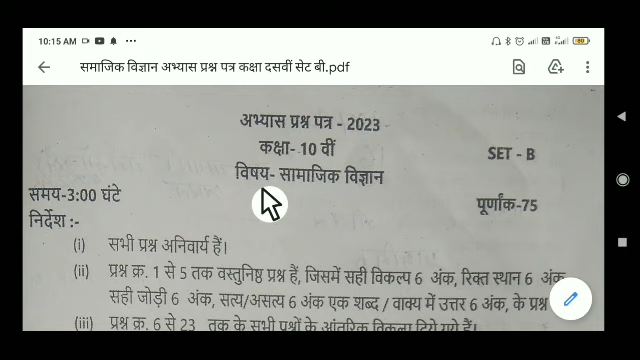 10:15 AM
समाजिक विज्ञान अभ्यास प्रश्न पत्र कक्षा दसवीं सेट बी.pdf
अभ्यास प्रश्न पत्र - 2023
कक्षा- 10 वीं
SET - B
विषय- सामाजिक विज्ञान
समय-3:00 घंटे
पूर्णांक-75
निर्देश :-
(i) सभी प्रश्न अनिवार्य हैं।
(ii) प्रश्न क्र. 1 से 5 तक वस्तुनिष्ठ प्रश्न हैं, जिसमें सही विकल्प 6 अंक, रिक्त स्थान 6 अंक
सही जोड़ी 6 अंक, सत्य/असत्य 6 अंक एक शब्द / वाक्य में उत्तर 6 अंक, के प्रश्न
(iii) प्रश्न क्र. 6 से 23 तक के सभी प्रश्नों के आंतरिक विकल्प दिये गये हैं।